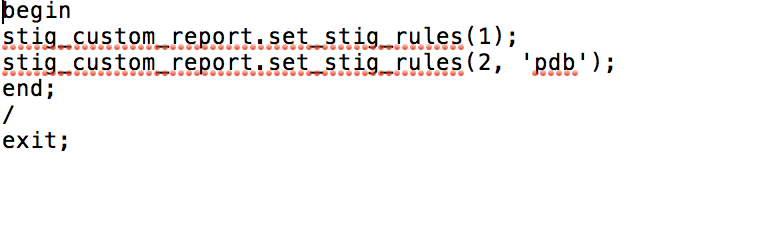 begin
stig_custom_report.set_stig_rules(1);
stig_custom_report.set_stig_rules(2, 'pdb');
end;
/
exit;